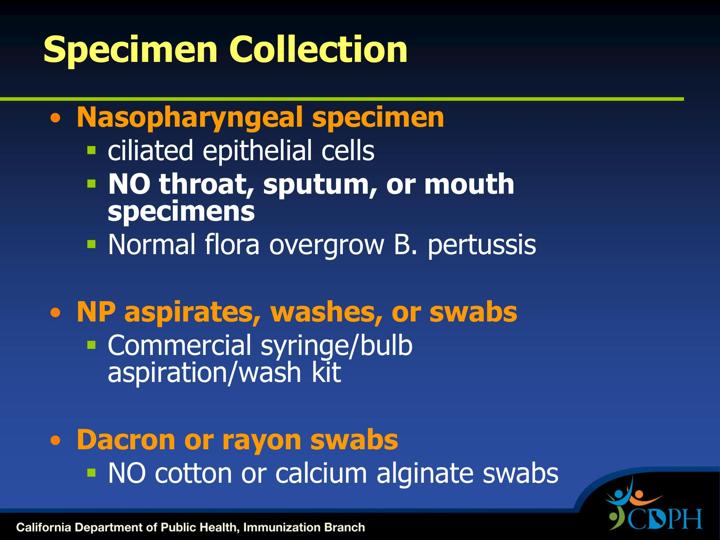 Specimen Collection
• Nasopharyngeal specimen
▪ ciliated epithelial cells
▪ NO throat, sputum, or mouth
specimens
▪ Normal flora overgrow B. pertussis
• NP aspirates, washes, or swabs
▪ Commercial syringe/bulb
aspiration/wash kit
• Dacron or rayon swabs
▪ NO cotton or calcium alginate swabs
California Department of Public Health, Immunization Branch
CDPH